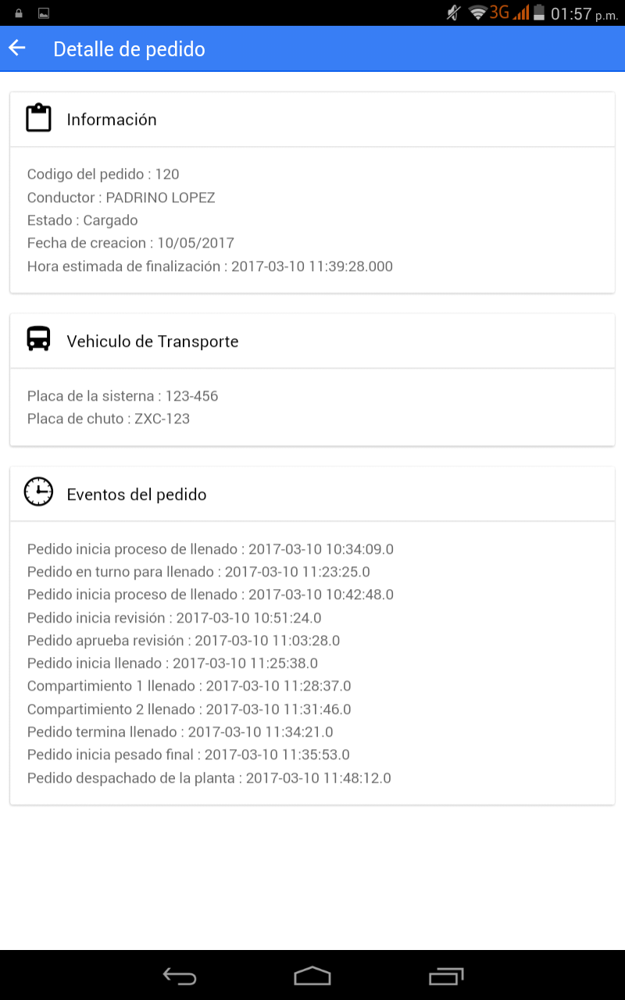 3G 01:57 p.m.
Detalle de pedido
Información
Codigo del pedido : 120
Conductor : PADRINO LOPEZ
Estado : Cargado
Fecha de creacion : 10/05/2017
Hora estimada de finalización : 2017-03-10 11:39:28.000
Vehiculo de Transporte
Placa de la sisterna : 123-456
Placa de chuto : ZXC-123
Eventos del pedido
Pedido inicia proceso de llenado : 2017-03-10 10:34:09.0
Pedido en turno para llenado : 2017-03-10 11:23:25.0
Pedido inicia proceso de llenado : 2017-03-10 10:42:48.0
Pedido inicia revisión : 2017-03-10 10:51:24.0
Pedido aprueba revisión : 2017-03-10 11:03:28.0
Pedido inicia llenado : 2017-03-10 11:25:38.0
Compartimiento 1 llenado : 2017-03-10 11:28:37.0
Compartimiento 2 llenado : 2017-03-10 11:31:46.0
Pedido termina llenado : 2017-03-10 11:34:21.0
Pedido inicia pesado final : 2017-03-10 11:35:53.0
Pedido despachado de la planta : 2017-03-10 11:48:12.0